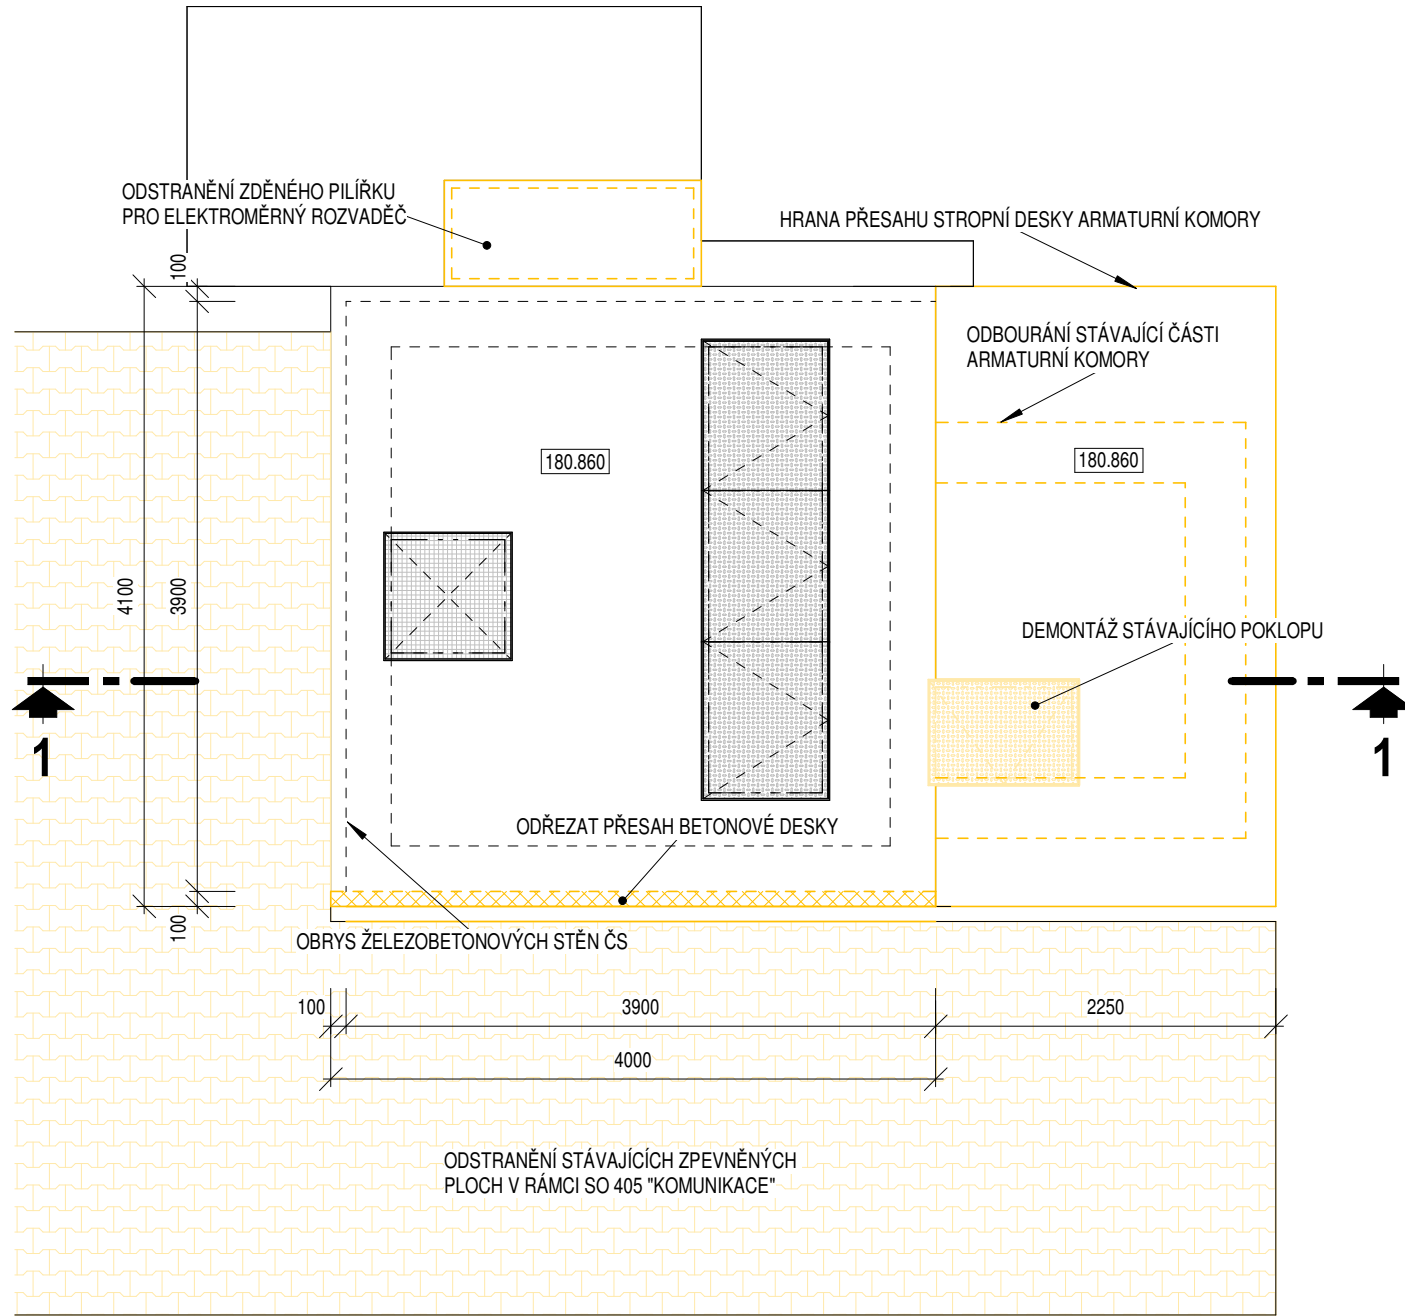 ODSTRANĚNÍ ZDĚNÉHO PILÍŘKU
PRO ELEKTROMĚRNÝ ROZVADĚČ
HRANA PŘESAHU STROPNÍ DESKY ARMATURNÍ KOMORY
100
ODBOURÁNÍ STÁVAJÍCÍ ČÁSTI
ARMATURNÍ KOMORY
180.860
180.860
4100
3900
DEMONTÁŽ STÁVAJÍCÍHO POKLOPU
1
1
ODŘEZAT PŘESAH BETONOVÉ DESKY
100
OBRYS ŽELEZOBETONOVÝCH STĚN ČS
100
3900
2250
4000
ODSTRANĚNÍ STÁVAJÍCÍCH ZPEVNĚNÝCH
PLOCH V RÁMCI SO 405 "KOMUNIKACE"